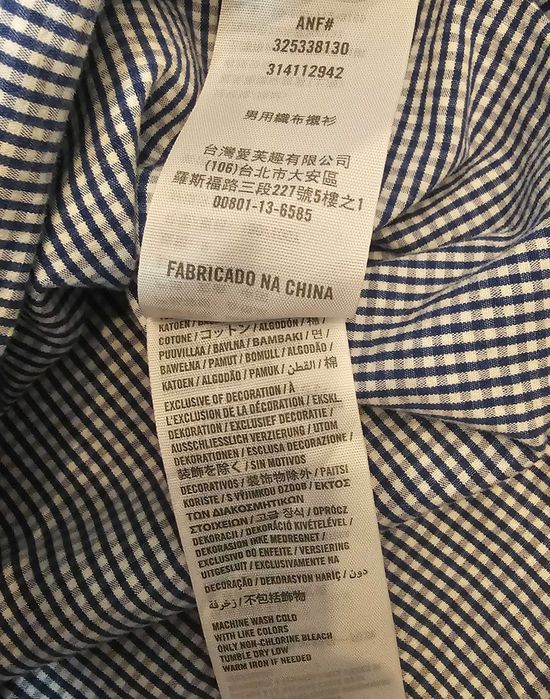 ANF#
325338130
314112942
男用織布襯衫
台灣愛芙趣有限公司
(106)台北市大安區
羅斯福路三段227號5樓之1
00801-13-6585
FABRICADO NA CHINA
KATOEN /
COTONE / コットン / ALGODÓN / 棉 /
PUUVILLAA / BAVLNA / BAMBAKI / 면 /
BAWEŁNA / PAMUT / BOMULL / ALGODÃO /
KATOEN / ALGODÃO / PAMUK / القطن / 棉
EXCLUSIVE OF DECORATION / À
L'EXCLUSION DE LA DÉCORATION / EKSKL.
DEKORATION / EXCLUSIEF DECORATIE /
AUSSCHLIESSLICH VERZIERUNG / UTOM
DEKORATIONEN / ESCLUSA DECORAZIONE /
装飾を除く / SIN MOTIVOS
DECORATIVOS / 裝飾物除外 / PAITSI
KORISTE / S VÝJIMKOU OZDOB / ΕΚΤΟΣ
ΤΩΝ ΔΙΑΚΟΣΜΗΤΙΚΩΝ
ΣΤΟΙΧΕΙΩΝ / 고급 장식 / OPRÓCZ
DEKORACJI / DEKORÁCIÓ KIVÉTELÉVEL /
DEKORASJON IKKE MEDREGNET /
EXCLUSIVO DO ENFEITE / VERSIERING
UITGESLUIT / EXCLUSIVAMENTE NA
DECORAÇÃO / DEKORASYON HARİÇ / دون
زخرفة / 不包括飾物
MACHINE WASH COLD
WITH LIKE COLORS
ONLY NON-CHLORINE BLEACH
TUMBLE DRY LOW
WARM IRON IF NEEDED